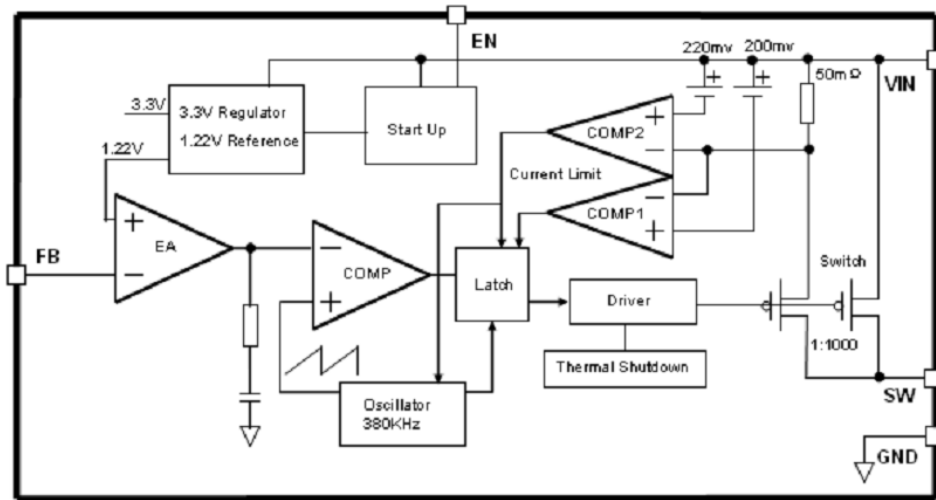 EN
220mv 200mv
50mΩ
VIN
3.3V
3.3V Regulator
1.22V Reference
Start Up
COMP2
1.22V
Current Limit
COMP1
EA
FB
COMP
Latch
Driver
Switch
1:1000
Thermal Shutdown
Oscillator
380KHz
SW
GND